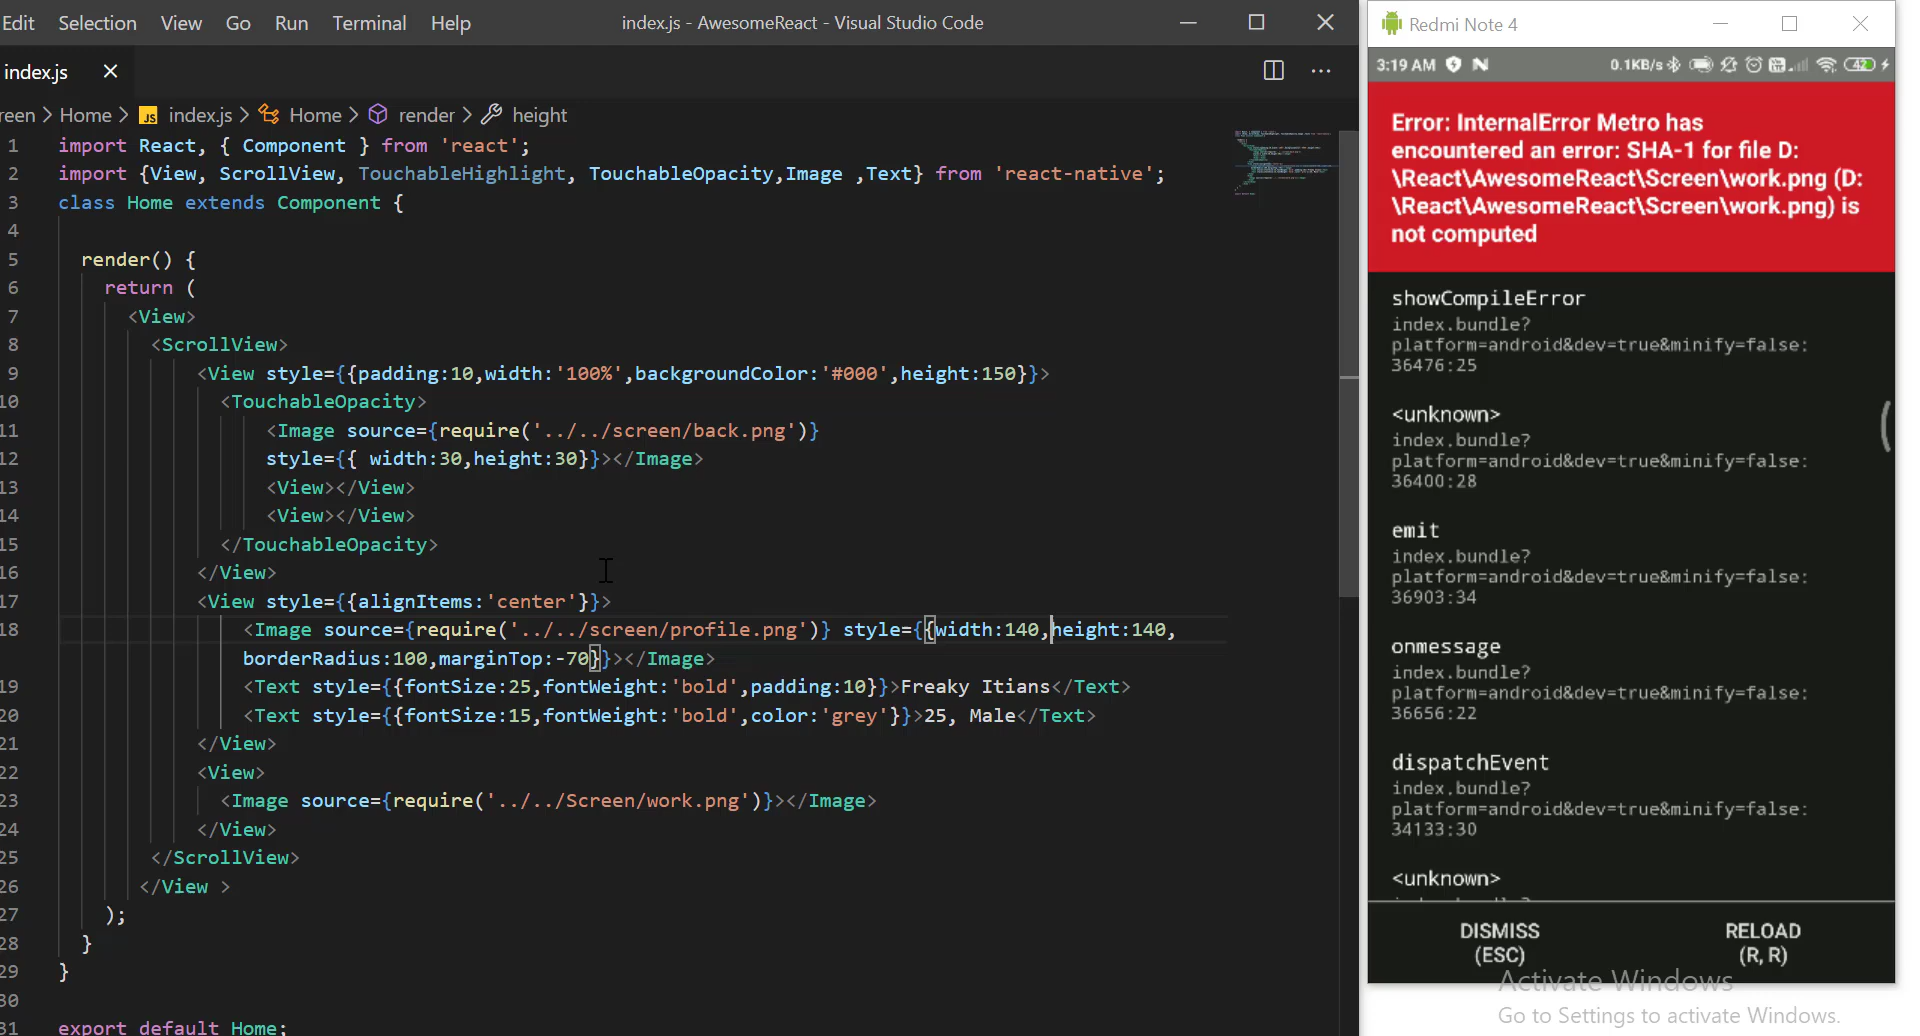 Edit Selection View Go Run Terminal Help index.js - AwesomeReact - Visual Studio Code
index.js
reen > Home > JS index.js > Home > render > height
1 import React, { Component } from 'react';
2 import {View, ScrollView, TouchableHighlight, TouchableOpacity,Image ,Text} from 'react-native';
3 class Home extends Component {
4
5 render() {
6 return (
7 <View>
8 <ScrollView>
9 <View style={{padding:10,width:'100%',backgroundColor:'#000',height:150}}>
10 <TouchableOpacity>
11 <Image source={require('../../screen/back.png')}
12 style={{ width:30,height:30}}></Image>
13 <View></View>
14 <View></View>
15 </TouchableOpacity>
16 </View>
17 <View style={{alignItems:'center'}}>
18 <Image source={require('../../screen/profile.png')} style={{width:140,height:140,
borderRadius:100,marginTop:-70}}></Image>
19 <Text style={{fontSize:25,fontWeight:'bold',padding:10}}>Freaky Itians</Text>
20 <Text style={{fontSize:15,fontWeight:'bold',color:'grey'}}>25, Male</Text>
21 </View>
22 <View>
23 <Image source={require('../../Screen/work.png')}></Image>
24 </View>
25 </ScrollView>
26 </View >
27 );
28 }
29 }
30
31 export default Home;
Redmi Note 4
3:19 AM 0.1KB/s 42
Error: InternalError Metro has
encountered an error: SHA-1 for file D:
\React\AwesomeReact\Screen\work.png (D:
\React\AwesomeReact\Screen\work.png) is
not computed
showCompileError
index.bundle?
platform=android&dev=true&minify=false:
36476:25
<unknown>
index.bundle?
platform=android&dev=true&minify=false:
36400:28
emit
index.bundle?
platform=android&dev=true&minify=false:
36903:34
onmessage
index.bundle?
platform=android&dev=true&minify=false:
36656:22
dispatchEvent
index.bundle?
platform=android&dev=true&minify=false:
34133:30
<unknown>
DISMISS
(ESC)
RELOAD
(R, R)
Activate Windows
Go to Settings to activate Windows.